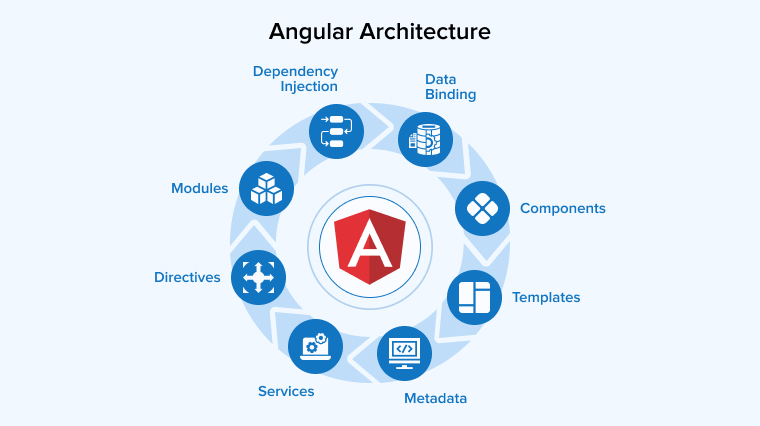 Angular Architecture
Dependency
Injection
Data
Binding
Modules
Components
Directives
Templates
Services
Metadata